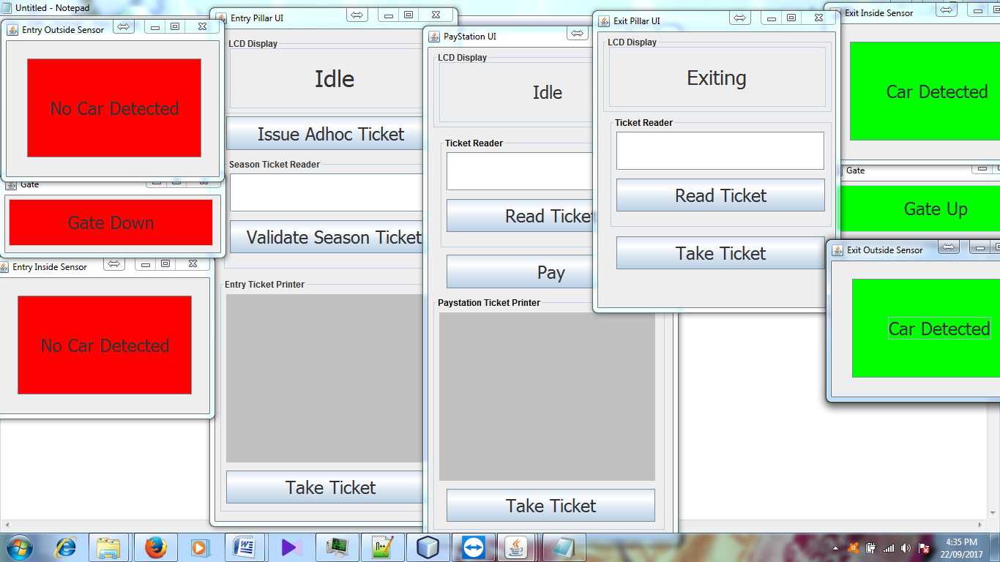 Untitled - Notepad
Entry Outside Sensor
No Car Detected
Gate
Gate Down
Entry Inside Sensor
No Car Detected
Entry Pillar UI
LCD Display
Idle
Issue Adhoc Ticket
Season Ticket Reader
Validate Season Ticket
Entry Ticket Printer
Take Ticket
PayStation UI
LCD Display
Idle
Ticket Reader
Read Ticket
Pay
Paystation Ticket Printer
Take Ticket
Exit Pillar UI
LCD Display
Exiting
Ticket Reader
Read Ticket
Take Ticket
Exit Inside Sensor
Car Detected
Gate
Gate Up
Exit Outside Sensor
Car Detected
4:35 PM
22/09/2017